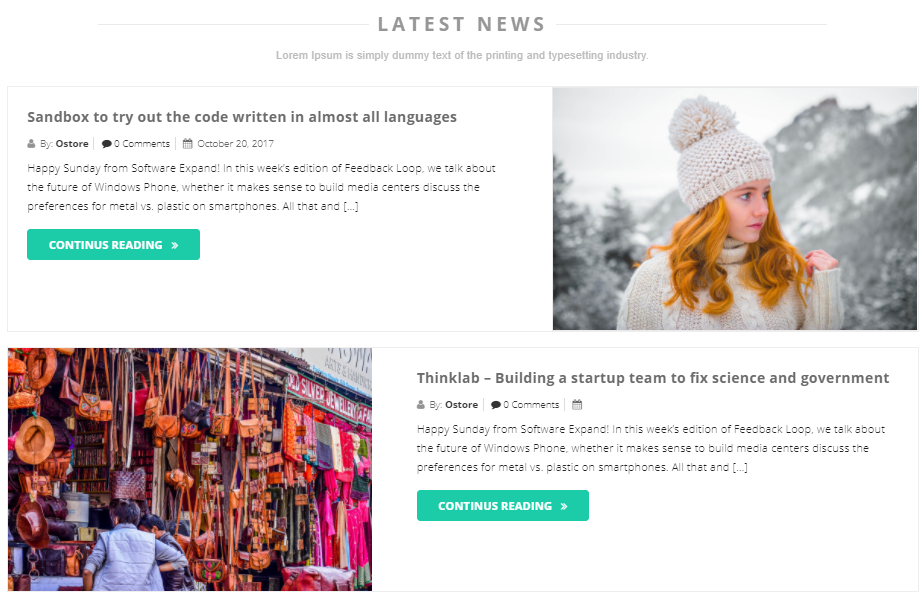 LATEST NEWS
Lorem Ipsum is simply dummy text of the printing and typesetting industry.
Sandbox to try out the code written in almost all languages
By: Ostore 0 Comments October 20, 2017
Happy Sunday from Software Expand! In this week's edition of Feedback Loop, we talk about
the future of Windows Phone, whether it makes sense to build media centers discuss the
preferences for metal vs. plastic on smartphones. All that and [...]
CONTINUS READING »
Thinklab – Building a startup team to fix science and government
By: Ostore 0 Comments
Happy Sunday from Software Expand! In this week's edition of Feedback Loop, we talk about
the future of Windows Phone, whether it makes sense to build media centers discuss the
preferences for metal vs. plastic on smartphones. All that and [...]
CONTINUS READING »